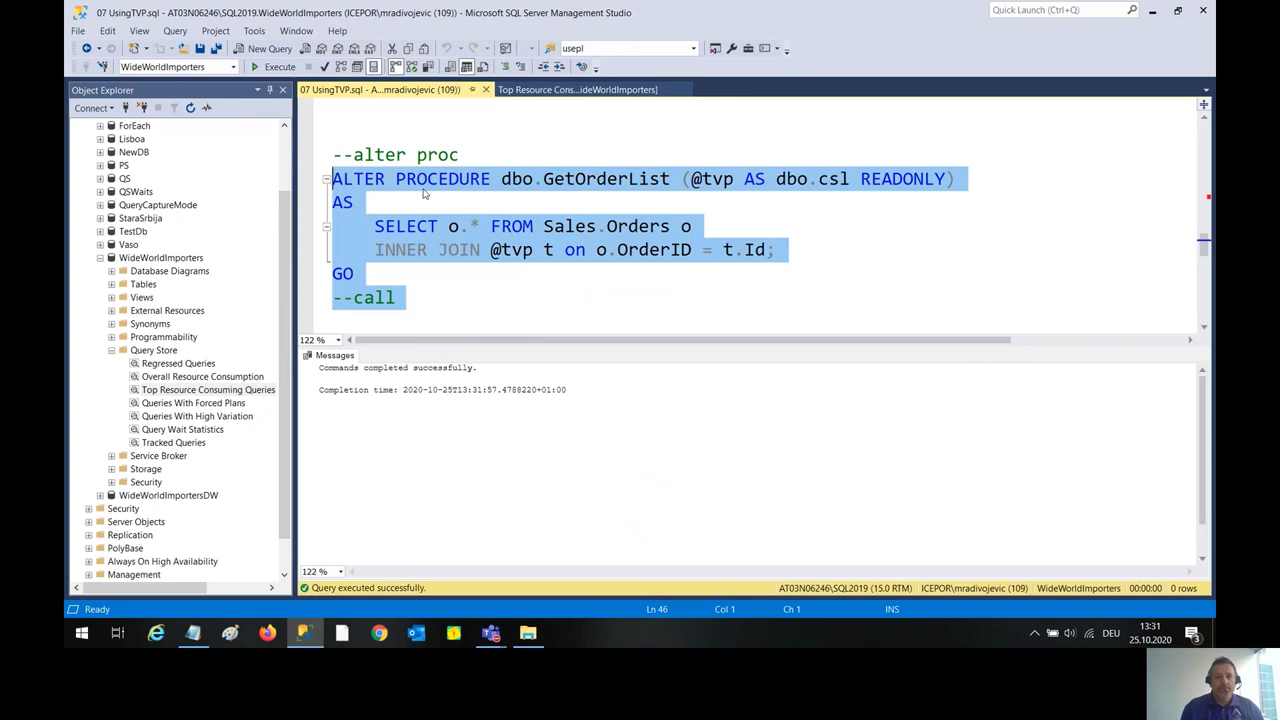 07 UsingTVP.sql - AT03N06246\SQL2019.WideWorldImporters (ICEPOR\mradivojevic (109)) - Microsoft SQL Server Management Studio
Quick Launch (Ctrl+Q)
File Edit View Query Project Tools Window Help
New Query
usepl
WideWorldImporters
Execute
Object Explorer
07 UsingTVP.sql - A...mradivojevic (109))
Top Resource Cons...ideWorldImporters]
Connect
ForEach
Lisboa
NewDB
PS
QS
QSWaits
QueryCaptureMode
StaraSrbija
TestDb
Vaso
WideWorldImporters
Database Diagrams
Tables
Views
External Resources
Synonyms
Programmability
Query Store
Regressed Queries
Overall Resource Consumption
Top Resource Consuming Queries
Queries With Forced Plans
Queries With High Variation
Query Wait Statistics
Tracked Queries
Service Broker
Storage
Security
WideWorldImportersDW
Security
Server Objects
Replication
PolyBase
Always On High Availability
Management
--alter proc
ALTER PROCEDURE dbo.GetOrderList (@tvp AS dbo.csl READONLY)
AS
SELECT o.* FROM Sales.Orders o
INNER JOIN @tvp t on o.OrderID = t.Id;
GO
--call
122 %
Messages
Commands completed successfully.
Completion time: 2020-10-25T13:31:57.4788220+01:00
122 %
Query executed successfully.
AT03N06246\SQL2019 (15.0 RTM)
ICEPOR\mradivojevic (109)
WideWorldImporters
00:00:00
0 rows
Ready
Ln 46
Col 1
Ch 1
INS
DEU
13:31
25.10.2020
3